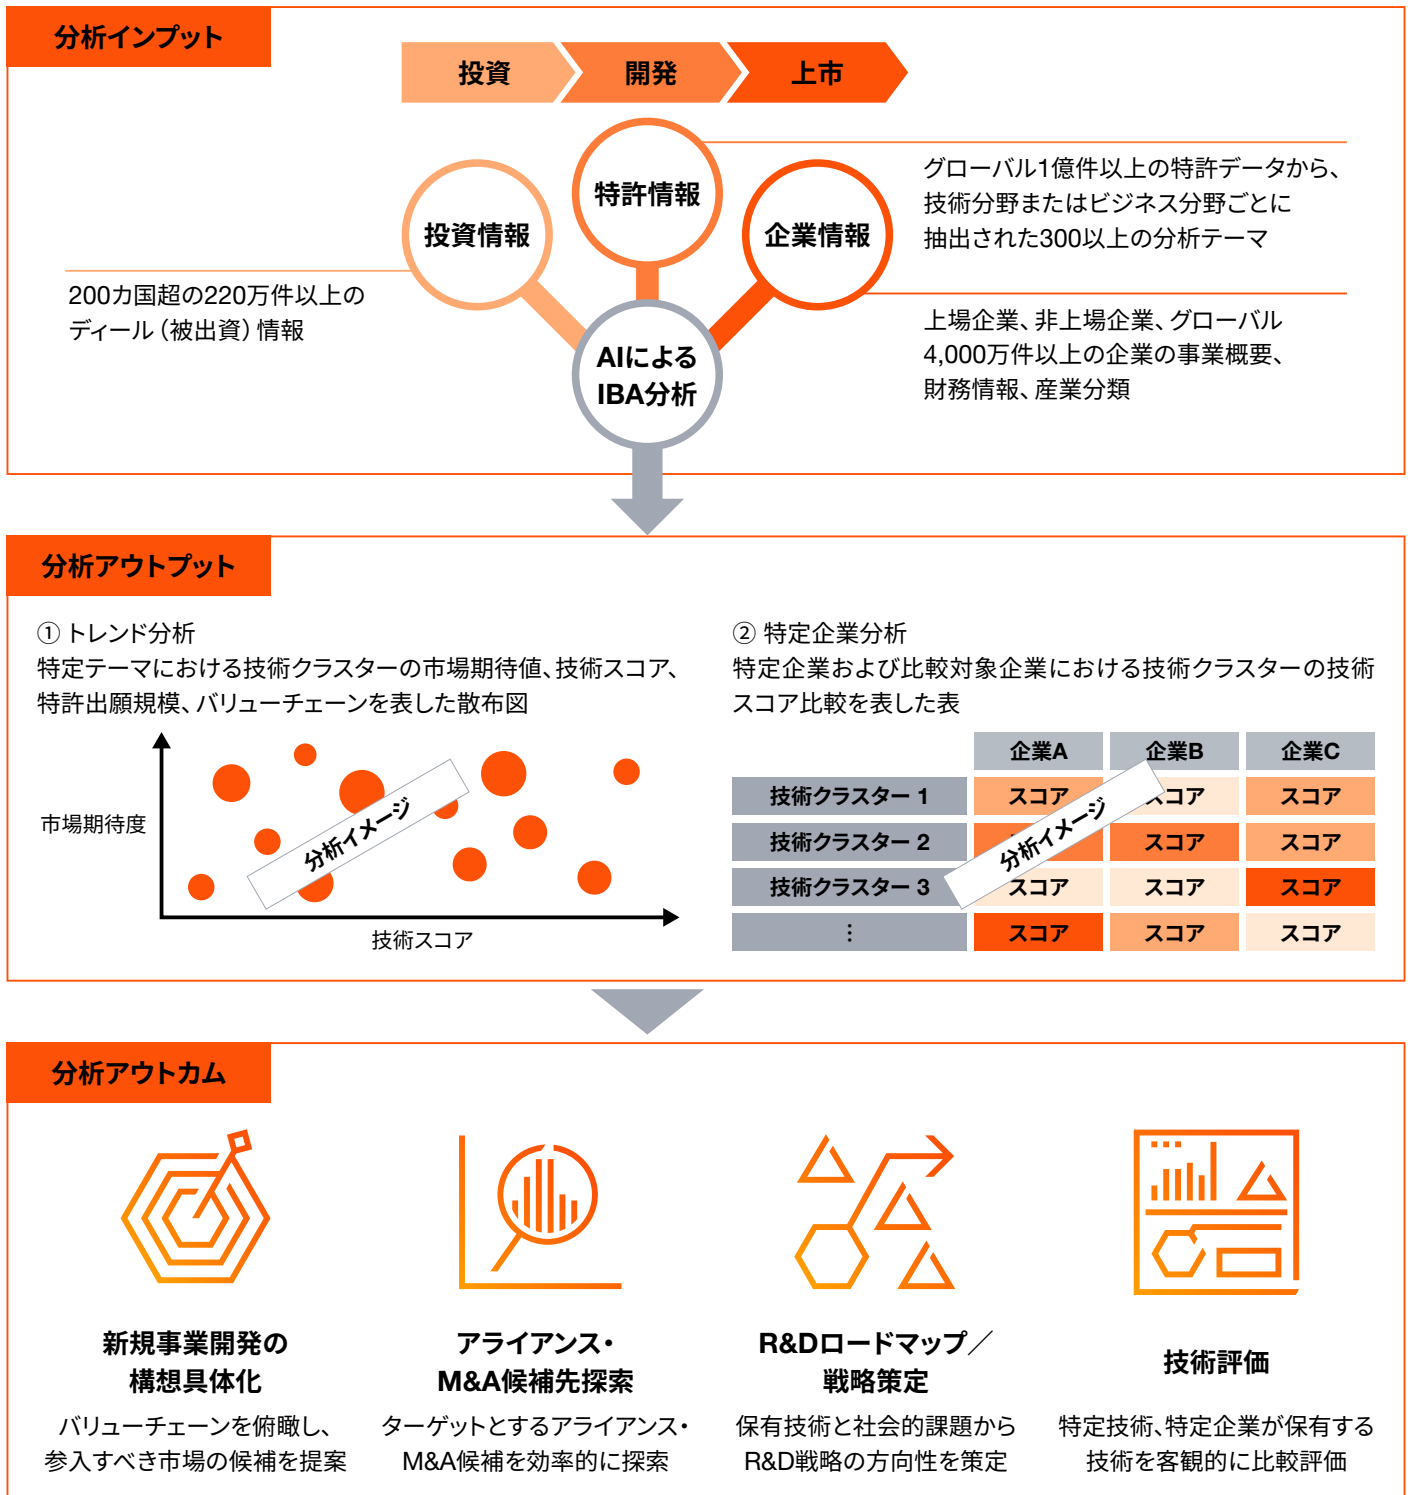 分析インプット
投資
開発
上市
投資情報
特許情報
企業情報
AIによる
IBA分析
200カ国超の220万件以上の
ディール（被出資）情報
グローバル1億件以上の特許データから、
技術分野またはビジネス分野ごとに
抽出された300以上の分析テーマ
上場企業、非上場企業、グローバル
4,000万件以上の企業の事業概要、
財務情報、産業分類
分析アウトプット
① トレンド分析
特定テーマにおける技術クラスターの市場期待値、技術スコア、
特許出願規模、バリューチェーンを表した散布図
市場期待度
分析イメージ
技術スコア
② 特定企業分析
特定企業および比較対象企業における技術クラスターの技術
スコア比較を表した表
企業A 企業B 企業C
技術クラスター 1 スコア スコア スコア
技術クラスター 2 スコア スコア
分析イメージ
技術クラスター 3 スコア スコア スコア
⋮ スコア スコア スコア
分析アウトカム
新規事業開発の
構想具体化
バリューチェーンを俯瞰し、
参入すべき市場の候補を提案
アライアンス・
M&A候補先探索
ターゲットとするアライアンス・
M&A候補を効率的に探索
R&Dロードマップ／
戦略策定
保有技術と社会的課題から
R&D戦略の方向性を策定
技術評価
特定技術、特定企業が保有する
技術を客観的に比較評価